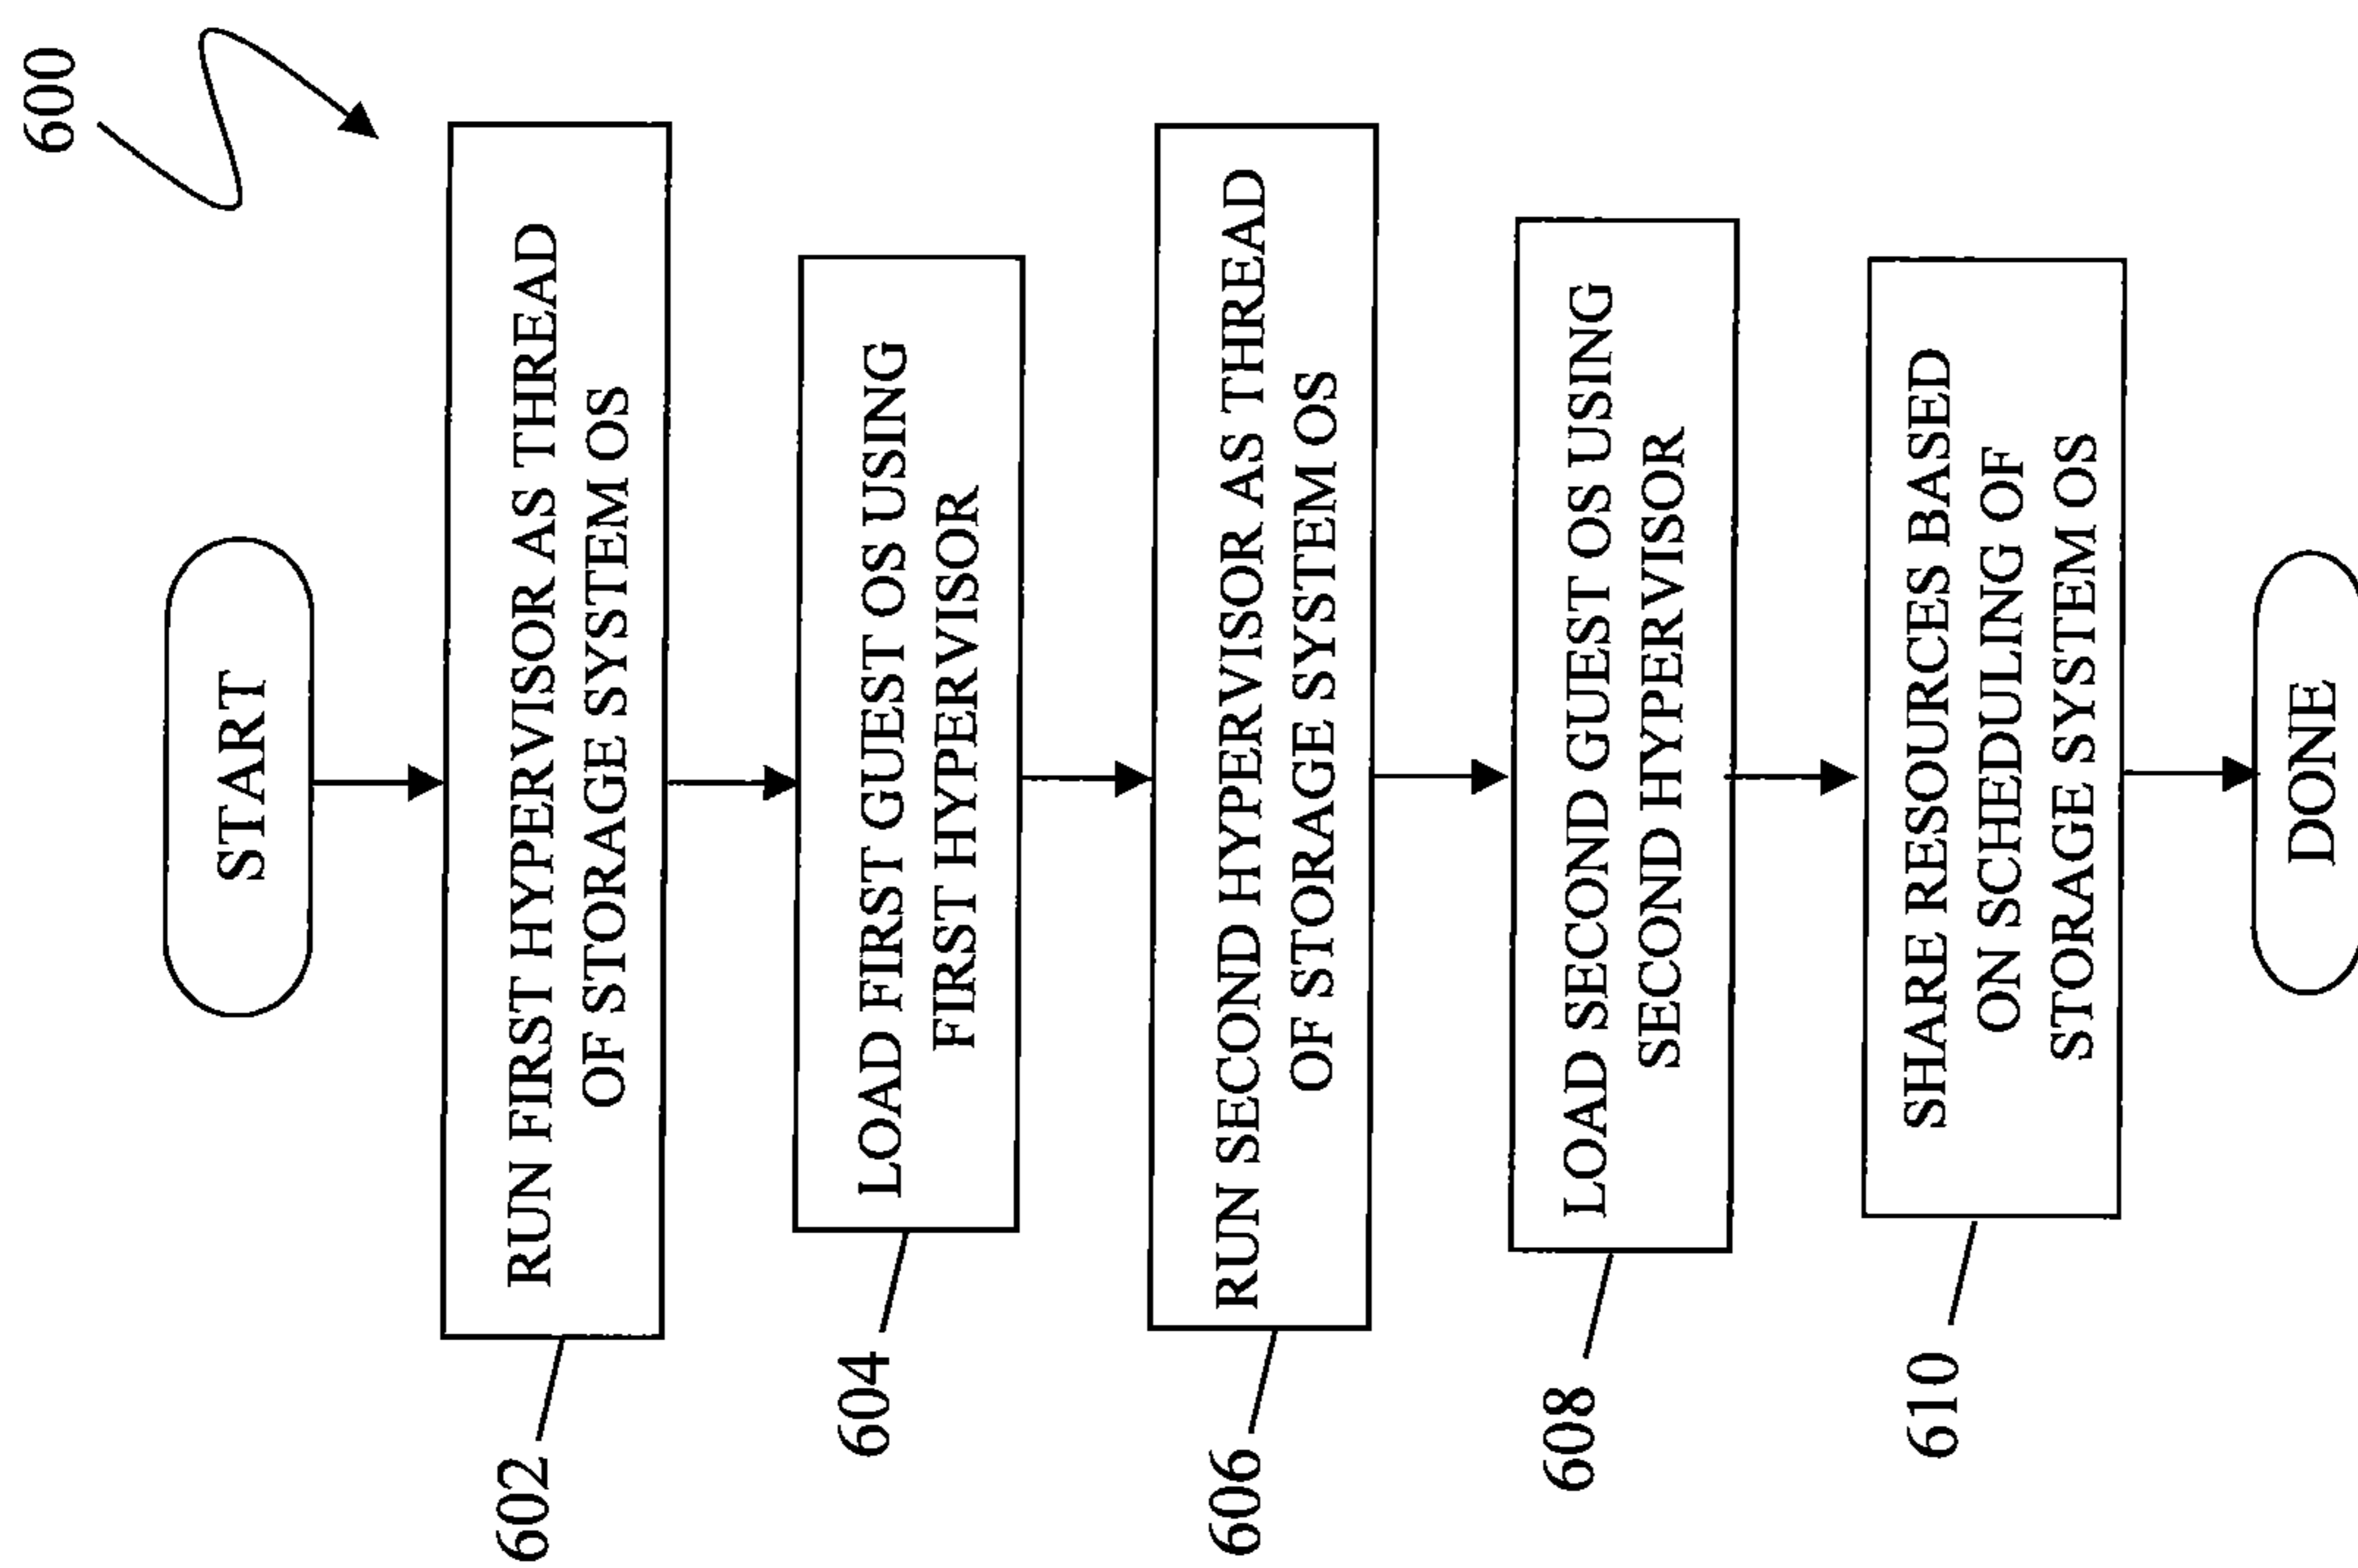 600
START
602
RUN FIRST HYPERVISOR AS THREAD
OF STORAGE SYSTEM OS
604
LOAD FIRST GUEST OS USING
FIRST HYPERVISOR
606
RUN SECOND HYPERVISOR AS THREAD
OF STORAGE SYSTEM OS
608
LOAD SECOND GUEST OS USING
SECOND HYPERVISOR
610
SHARE RESOURCES BASED
ON SCHEDULING OF
STORAGE SYSTEM OS
DONE